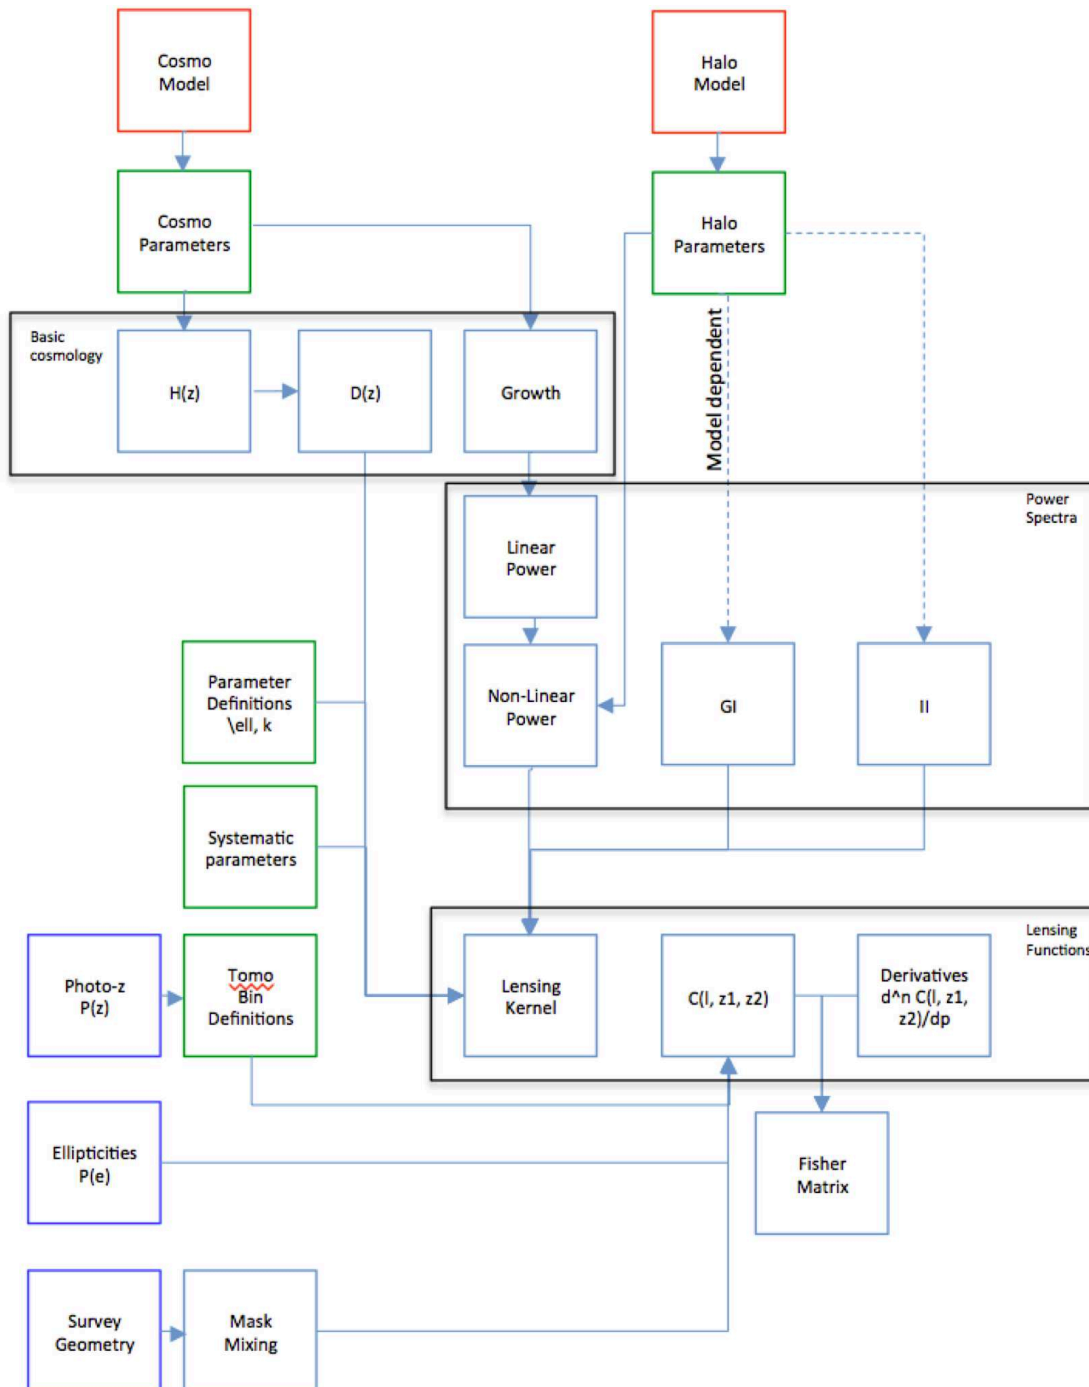 Cosmo
Model
Halo
Model
Cosmo
Parameters
Halo
Parameters
Basic
cosmology
H(z)
D(z)
Growth
Model dependent
Power
Spectra
Linear
Power
Parameter
Definitions
\ell, k
Non-Linear
Power
GI
II
Systematic
parameters
Lensing
Functions
Photo-z
P(z)
Tomo
Bin
Definitions
Lensing
Kernel
C(l, z1, z2)
Derivatives
d^n C(l, z1,
z2)/dp
Ellipticities
P(e)
Fisher
Matrix
Survey
Geometry
Mask
Mixing